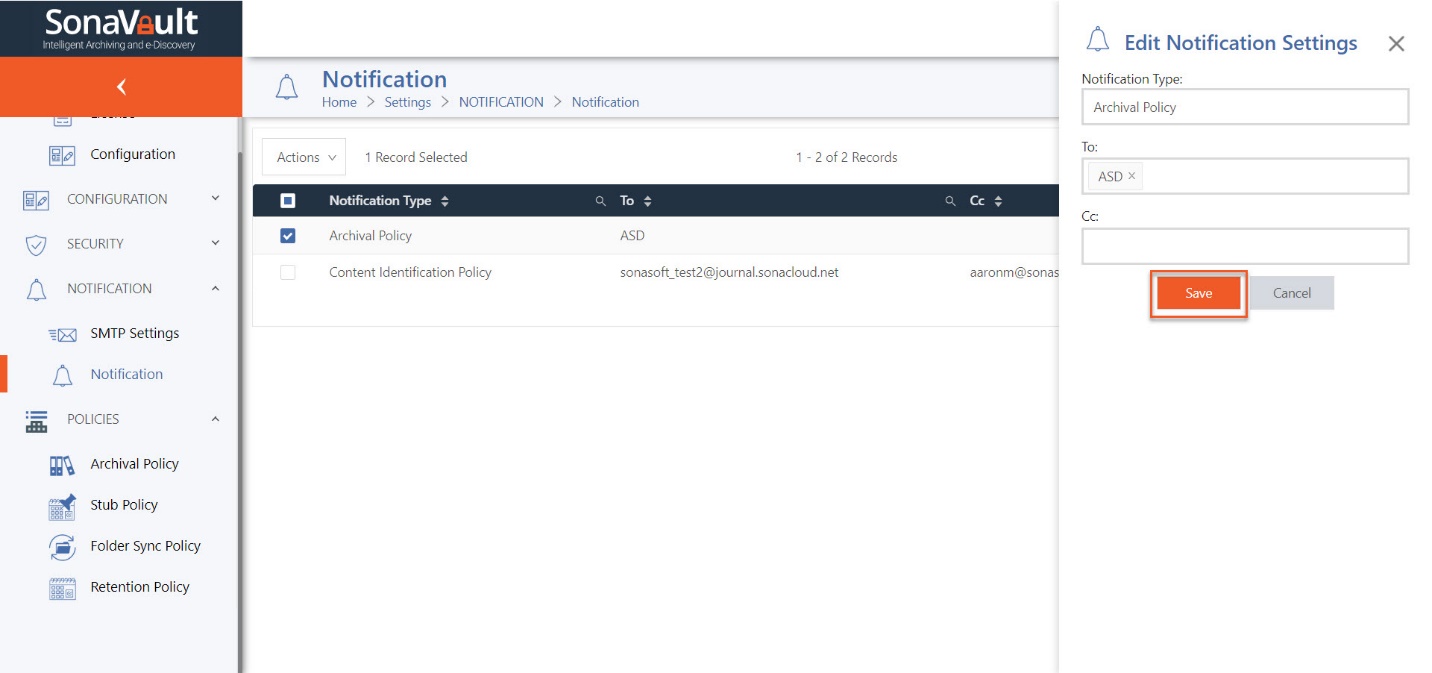 SonaVault
Intelligent Archiving and e-Discovery
Configuration
CONFIGURATION
SECURITY
NOTIFICATION
SMTP Settings
Notification
POLICIES
Archival Policy
Stub Policy
Folder Sync Policy
Retention Policy
Notification
Home > Settings > NOTIFICATION > Notification
Actions 1 Record Selected 1 - 2 of 2 Records
Notification Type To Cc
Archival Policy ASD
Content Identification Policy sonasoft_test2@journal.sonacloud.net aaronm@sonas
Edit Notification Settings
Notification Type:
Archival Policy
To:
ASD ×
Cc:
Save Cancel